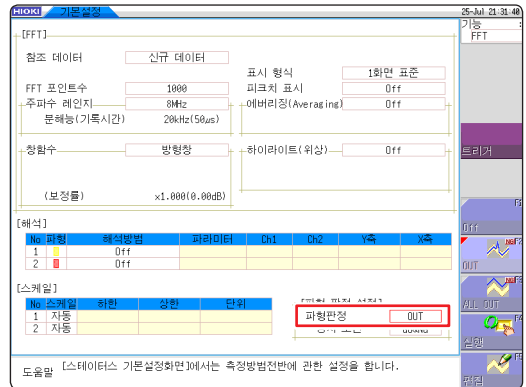 HIOKI 기본설정 25-Jul 21:31:40
기능 :
FFT
[FFT]
참조 데이터 신규 데이터
표시 형식 1화면 표준
FFT 포인트수 1000 피크치 표시 Off
주파수 레인지 8MHz 에버리징(Averaging) Off
분해능(기록시간) 20kHz(50μs)
창함수 방형창 하이라이트(위상) Off
트리거
(보정률) x1.000(0.00dB)
[해석]
No 파형 해석방법 파라미터 Ch1 Ch2 Y축 X축
1 Off
2 Off
Off
OUT
[스케일]
No 스케일 하한 상한 단위
1 자동
2 자동
파형판정 OUT
ALL OUT
실행
편집
도움말 [스테이터스 기본설정화면]에서는 측정방법전반에 관한 설정을 합니다.